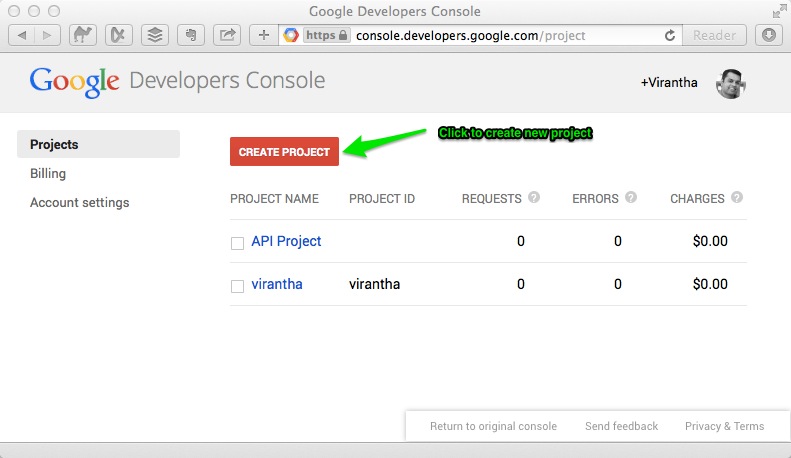 Google Developers Console
https console.developers.google.com/project Reader
Google Developers Console +Virantha
Projects
Billing
Account settings
CREATE PROJECT
Click to create new project
PROJECT NAME PROJECT ID REQUESTS ? ERRORS ? CHARGES ?
API Project 0 0 $0.00
virantha virantha 0 0 $0.00
Return to original console Send feedback Privacy & Terms